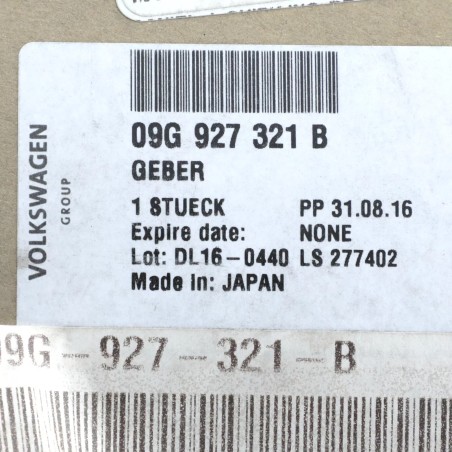 VOLKSWAGEN
GROUP
09G 927 321 B
GEBER
1 STUECK PP 31.08.16
Expire date: NONE
Lot: DL16-0440 LS 277402
Made in: JAPAN
09G 927 321 B